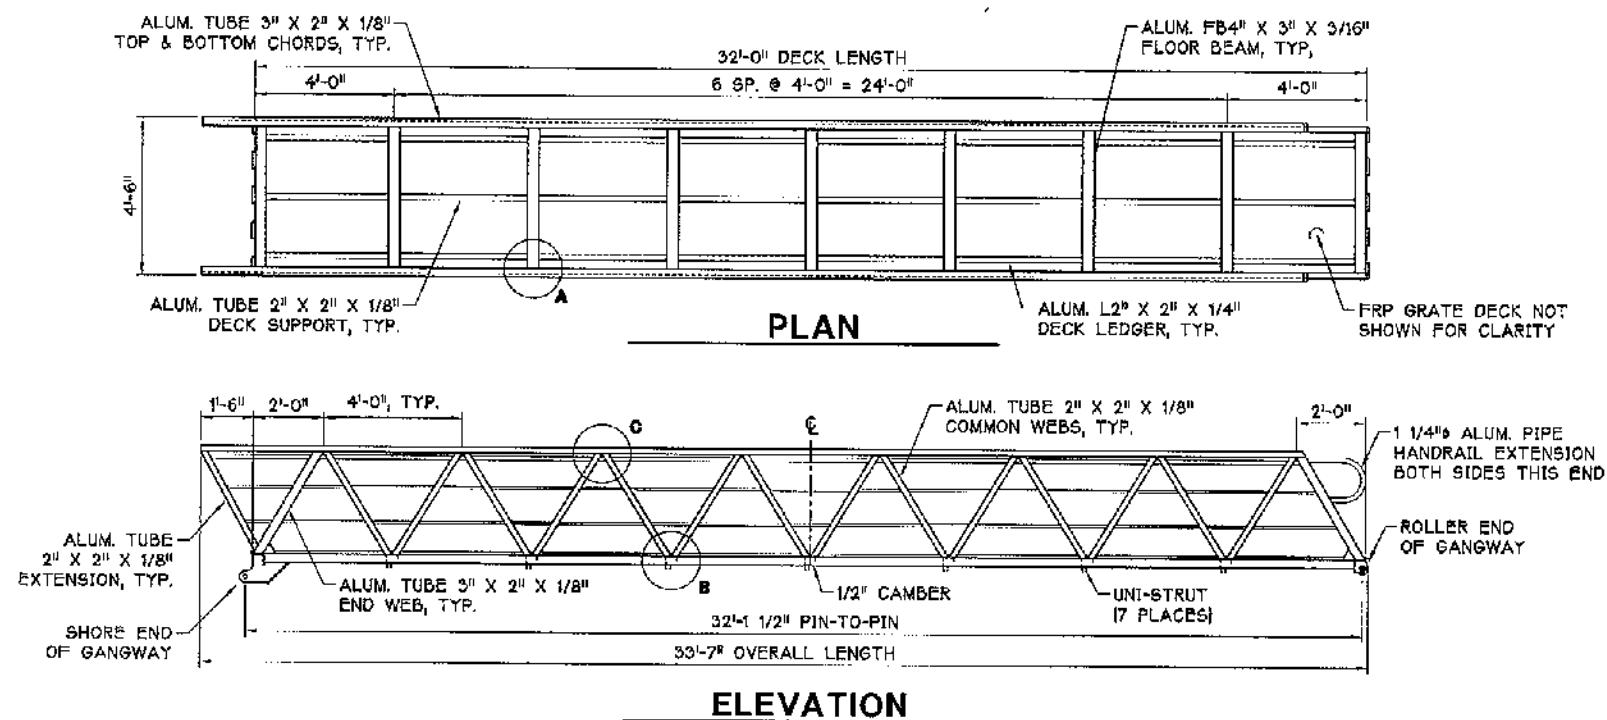 ALUM. TUBE 3" X 2" X 1/8"
TOP & BOTTOM CHORDS, TYP.
ALUM. FB4" X 3" X 3/16"
FLOOR BEAM, TYP,
32'-0" DECK LENGTH
4'-0"
6 SP. @ 4'-0" = 24'-0"
4'-0"
4'-6"
A
ALUM. TUBE 2" X 2" X 1/8"
DECK SUPPORT, TYP.
PLAN
ALUM. L2" X 2" X 1/4"
DECK LEDGER, TYP.
FRP GRATE DECK NOT
SHOWN FOR CLARITY
1'-6"
2'-0"
4'-0", TYP.
C
℄
ALUM. TUBE 2" X 2" X 1/8"
COMMON WEBS, TYP.
2'-0"
1 1/4"ø ALUM. PIPE
HANDRAIL EXTENSION
BOTH SIDES THIS END
ALUM. TUBE
2" X 2" X 1/8"
EXTENSION, TYP.
ROLLER END
OF GANGWAY
ALUM. TUBE 3" X 2" X 1/8"
END WEB, TYP.
B
1/2" CAMBER
UNI-STRUT
(7 PLACES)
SHORE END
OF GANGWAY
32'-1 1/2" PIN-TO-PIN
33'-7" OVERALL LENGTH
ELEVATION